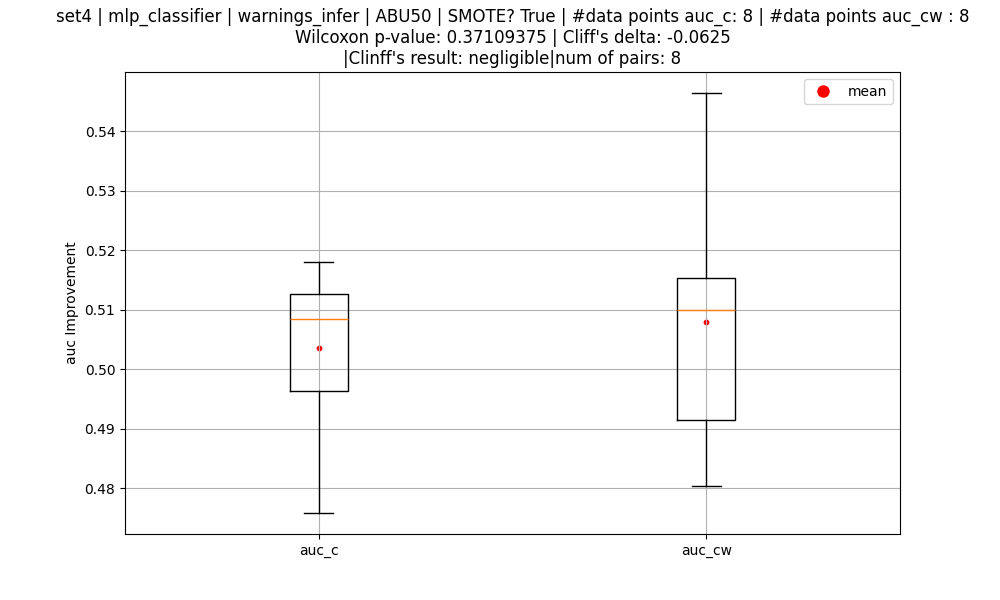 set4 | mlp_classifier | warnings_infer | ABU50 | SMOTE? True | #data points auc_c: 8 | #data points auc_cw : 8
Wilcoxon p-value: 0.37109375 | Cliff's delta: -0.0625
|Clinff's result: negligible|num of pairs: 8
mean
0.54
0.53
0.52
0.51
0.50
0.49
0.48
auc Improvement
auc_c
auc_cw